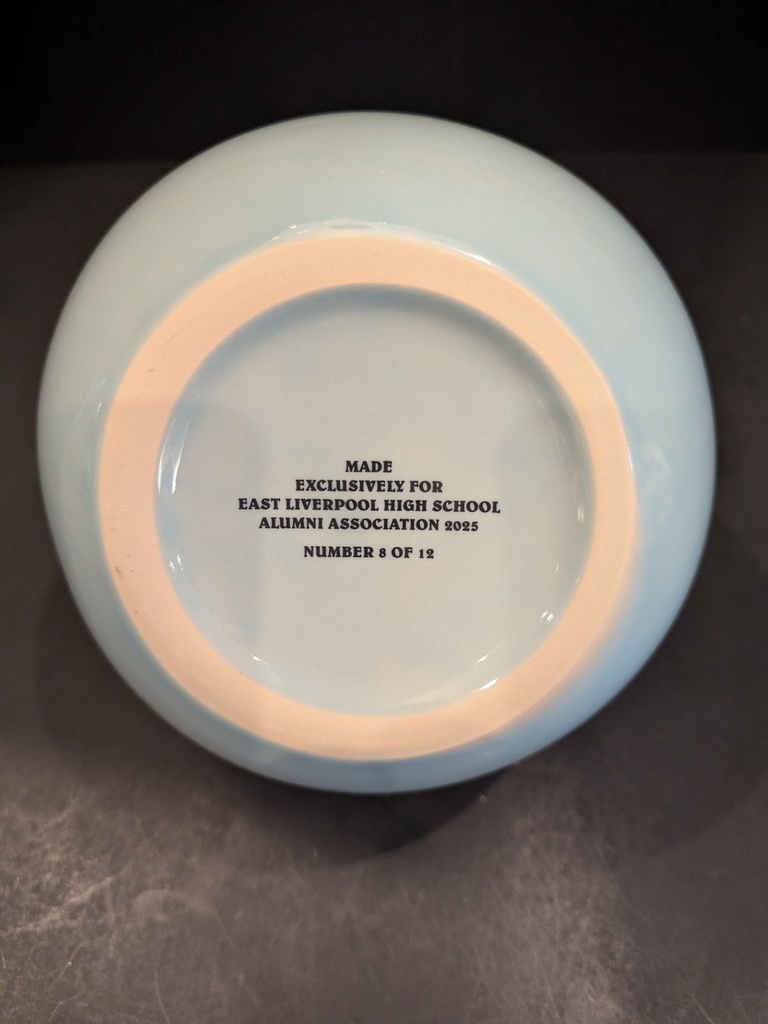 MADE
EXCLUSIVELY FOR
EAST LIVERPOOL HIGH SCHOOL
ALUMNI ASSOCIATION 2025
NUMBER 8 OF 12